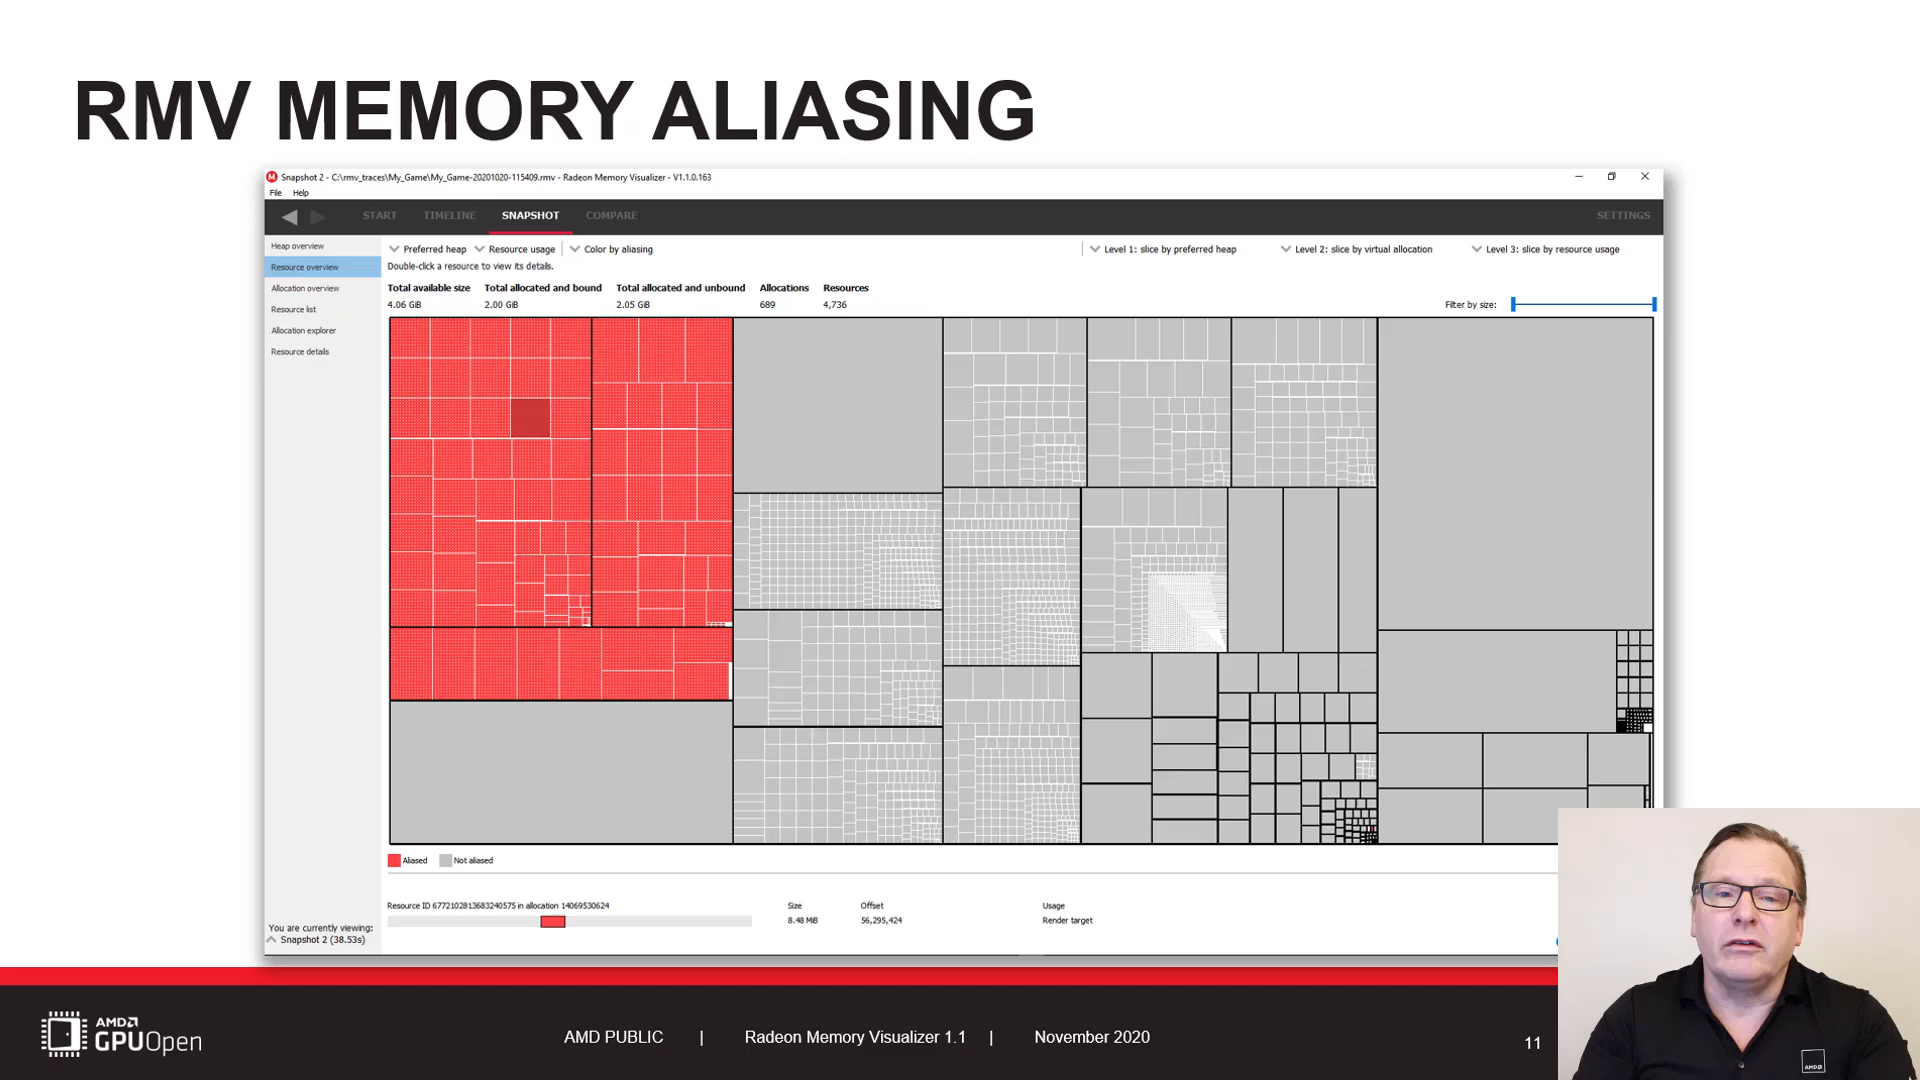 RMV MEMORY ALIASING
Snapshot 2 - C:\rmv_traces\My_Game\My_Game-20201020-115409.rmv - Radeon Memory Visualizer - V1.1.0.163
File Help
START TIMELINE SNAPSHOT COMPARE SETTINGS
Heap overview
Resource overview
Allocation overview
Resource list
Allocation explorer
Resource details
Preferred heap Resource usage Color by aliasing Level 1: slice by preferred heap Level 2: slice by virtual allocation Level 3: slice by resource usage
Double-click a resource to view its details.
Total available size Total allocated and bound Total allocated and unbound Allocations Resources
4.06 GiB 2.00 GiB 2.05 GiB 689 4,736
Filter by size:
Aliased Not aliased
Resource ID 6772102813683240575 in allocation 14069530624 Size Offset Usage
8.48 MiB 56,295,424 Render target
You are currently viewing:
Snapshot 2 (38.53s)
AMD
GPUOpen
AMD PUBLIC | Radeon Memory Visualizer 1.1 | November 2020
11
AMD